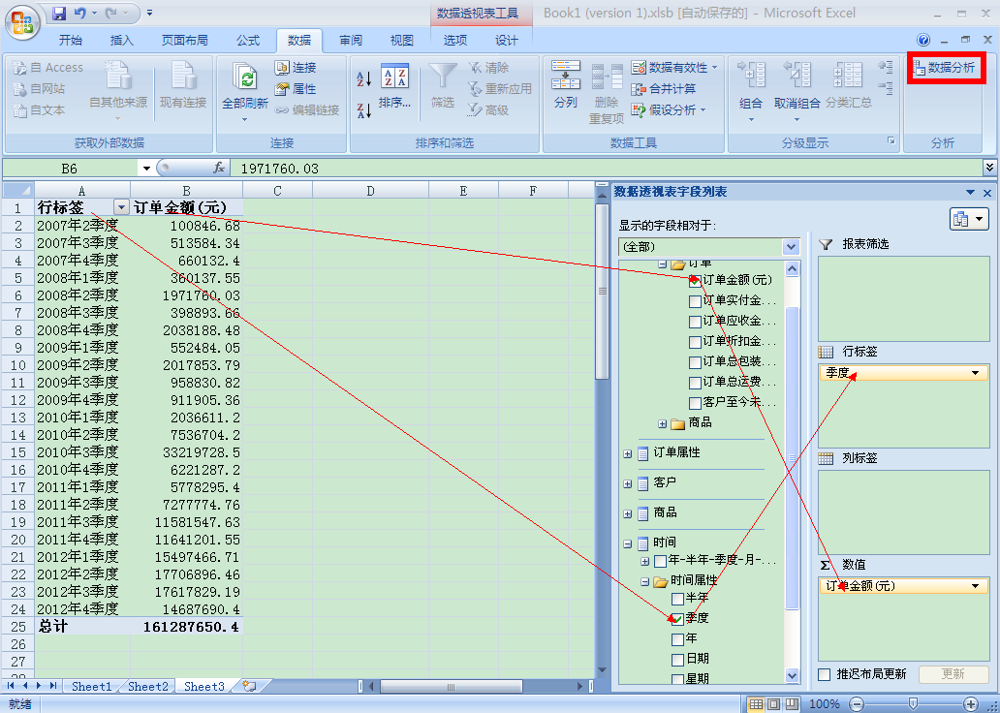 数据透视表工具
Book1 (version 1).xlsb [自动保存的] - Microsoft Excel
开始 插入 页面布局 公式 数据 审阅 视图 选项 设计
自 Access
自网站
自文本
自其他来源
现有连接
获取外部数据
全部刷新
连接
属性
编辑链接
连接
排序...
筛选
清除
重新应用
高级
排序和筛选
分列
删除
重复项
数据有效性
合并计算
假设分析
数据工具
组合
取消组合
分类汇总
分级显示
数据分析
分析
B6 fx 1971760.03
A B C D E F
1 行标签 订单金额(元)
2 2007年2季度 100846.68
3 2007年3季度 513584.34
4 2007年4季度 660132.4
5 2008年1季度 360137.55
6 2008年2季度 1971760.03
7 2008年3季度 398893.66
8 2008年4季度 2038188.48
9 2009年1季度 552484.05
10 2009年2季度 2017853.79
11 2009年3季度 958830.82
12 2009年4季度 911905.36
13 2010年1季度 2036611.2
14 2010年2季度 7536704.2
15 2010年3季度 33219728.5
16 2010年4季度 6221287.2
17 2011年1季度 5778295.4
18 2011年2季度 7277774.76
19 2011年3季度 11581547.63
20 2011年4季度 11641201.55
21 2012年1季度 15497466.71
22 2012年2季度 17706896.46
23 2012年3季度 17617829.19
24 2012年4季度 14687690.4
25 总计 161287650.4
26
27
28
数据透视表字段列表
显示的字段相对于:
(全部)
订单
订单金额(元)
订单实付金...
订单应收金...
订单折扣金...
订单总包装...
订单总运费...
客户至今未...
商品
订单属性
客户
商品
时间
年-半年-季度-月-...
时间属性
半年
季度
年
日期
星期
报表筛选
行标签
季度
列标签
Σ 数值
订单金额(元)
推迟布局更新 更新
Sheet1 Sheet2 Sheet3
就绪 100%